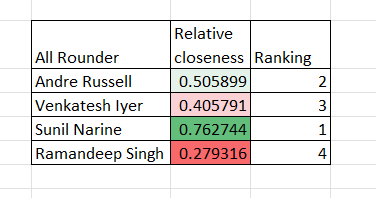 Relative
All Rounder closeness Ranking
Andre Russell 0.505899 2
Venkatesh Iyer 0.405791 3
Sunil Narine 0.762744 1
Ramandeep Singh 0.279316 4